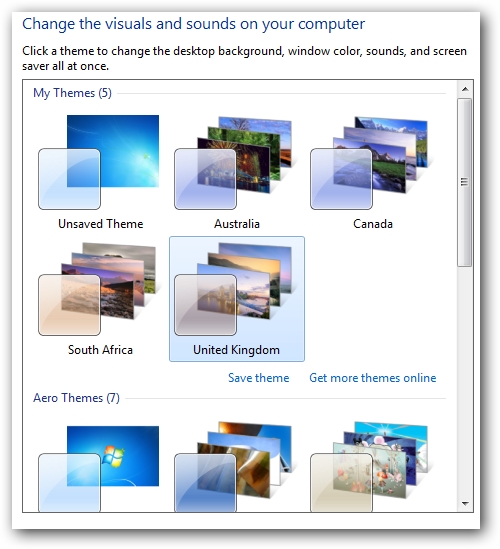 Change the visuals and sounds on your computer
Click a theme to change the desktop background, window color, sounds, and screen
saver all at once.
My Themes (5)
Unsaved Theme
Australia
Canada
South Africa
United Kingdom
Save theme
Get more themes online
Aero Themes (7)